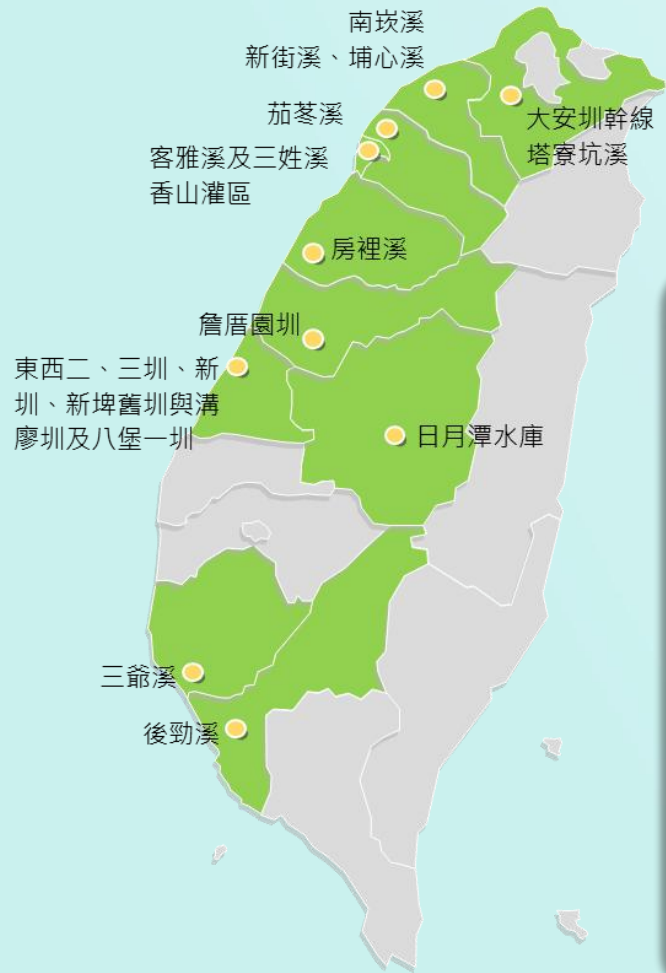 南崁溪
新街溪、埔心溪
大安圳幹線
塔寮坑溪
茄苳溪
客雅溪及三姓溪
香山灌區
房裡溪
詹厝園圳
東西二、三圳、新
圳、新埤舊圳與溝
廖圳及八堡一圳
日月潭水庫
三爺溪
後勁溪